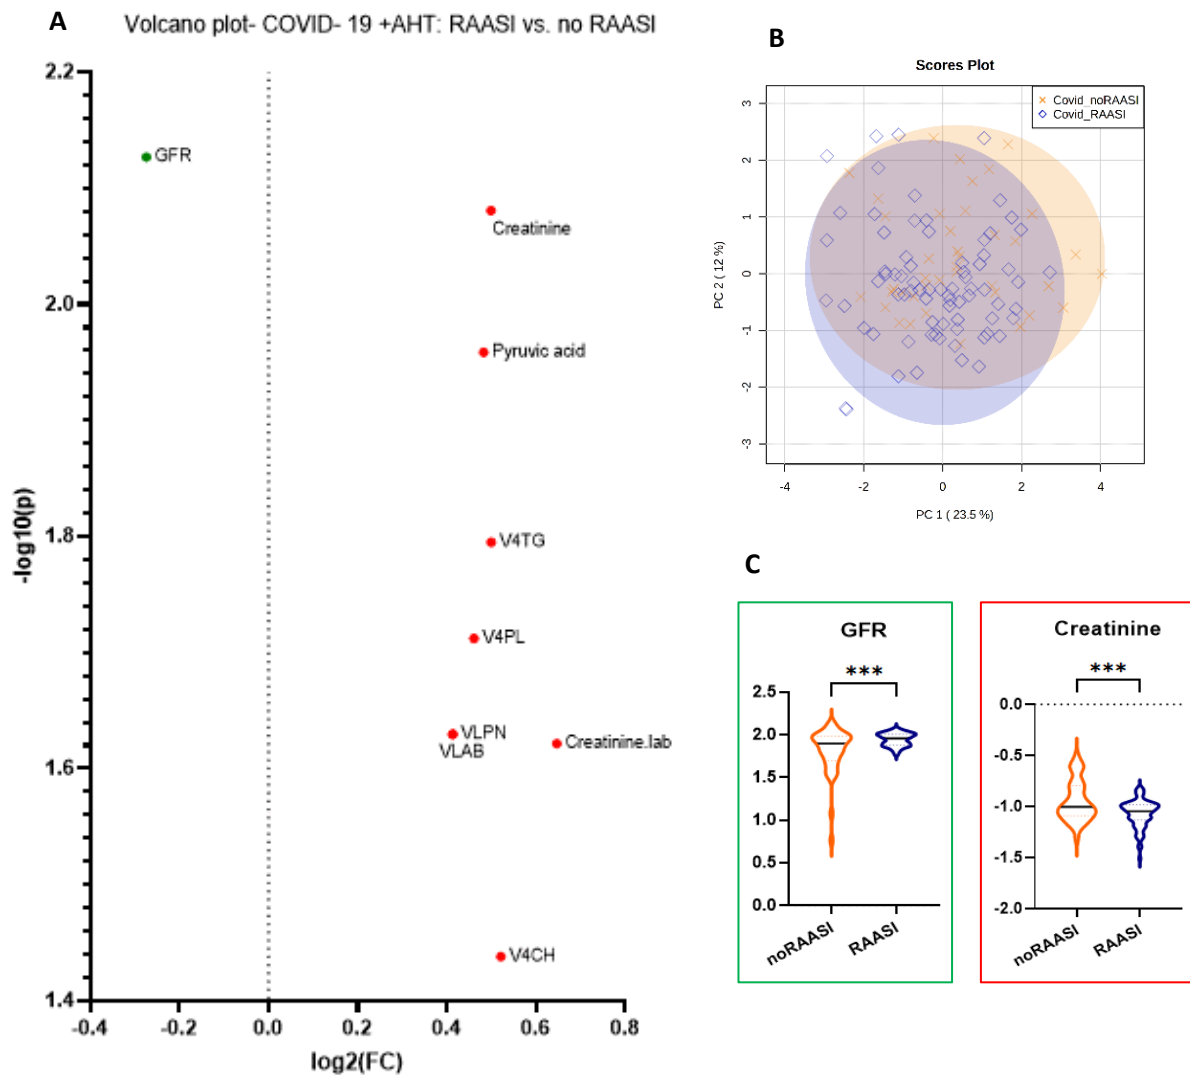 A
Volcano plot- COVID- 19 +AHT: RAASI vs. no RAASI
2.2
2.0
1.8
1.6
1.4
-log10(p)
GFR
Creatinine
Pyruvic acid
V4TG
V4PL
VLPN
VLAB
Creatinine.lab
V4CH
-0.4 -0.2 0.0 0.2 0.4 0.6 0.8
log2(FC)
B
Scores Plot
Covid_noRAASI
Covid_RAASI
3
2
1
0
-1
-2
-3
PC 2 ( 12 %)
-4 -2 0 2 4
PC 1 ( 23.5 %)
C
GFR
***
2.5
2.0
1.5
1.0
0.5
0.0
noRAASI RAASI
Creatinine
***
0.0
-0.5
-1.0
-1.5
-2.0
noRAASI RAASI